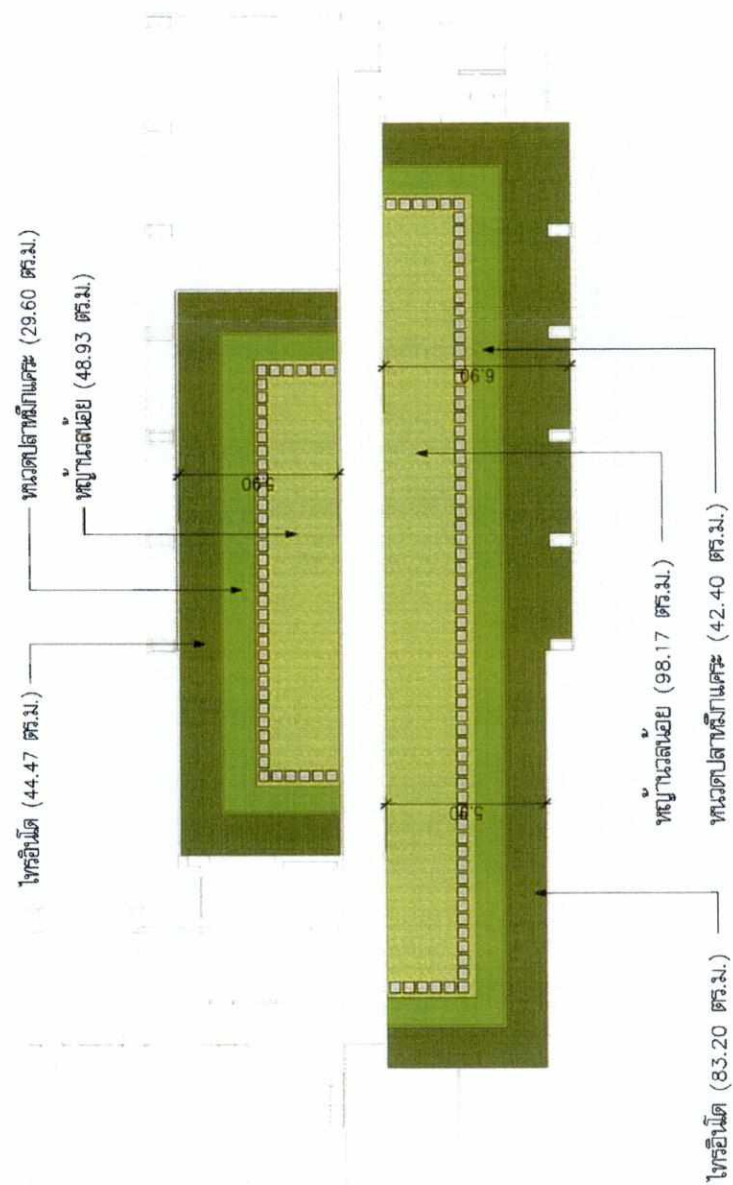 ไทรอินโด (44.47 ตร.ม.)
หนวดปลาหมึกแคระ (29.60 ตร.ม.)
หญ้านวลน้อย (48.93 ตร.ม.)
5.90
6.90
5.90
หญ้านวลน้อย (98.17 ตร.ม.)
หนวดปลาหมึกแคระ (42.40 ตร.ม.)
ไทรอินโด (83.20 ตร.ม.)